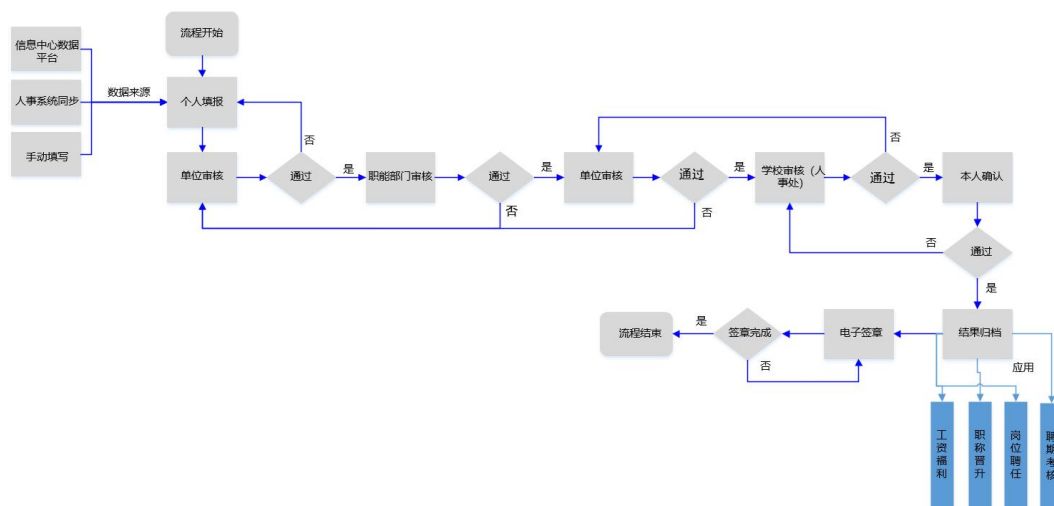 流程开始
信息中心数据
平台
人事系统同步
手动填写
数据来源
个人填报
否
否
单位审核
通过
是
职能部门审核
通过
是
单位审核
通过
是
学校审核（人
事处）
通过
是
本人确认
否
否
否
通过
是
流程结束
是
签章完成
否
电子签章
结果归档
应用
工资福利
职称晋升
岗位聘任
聘期考核